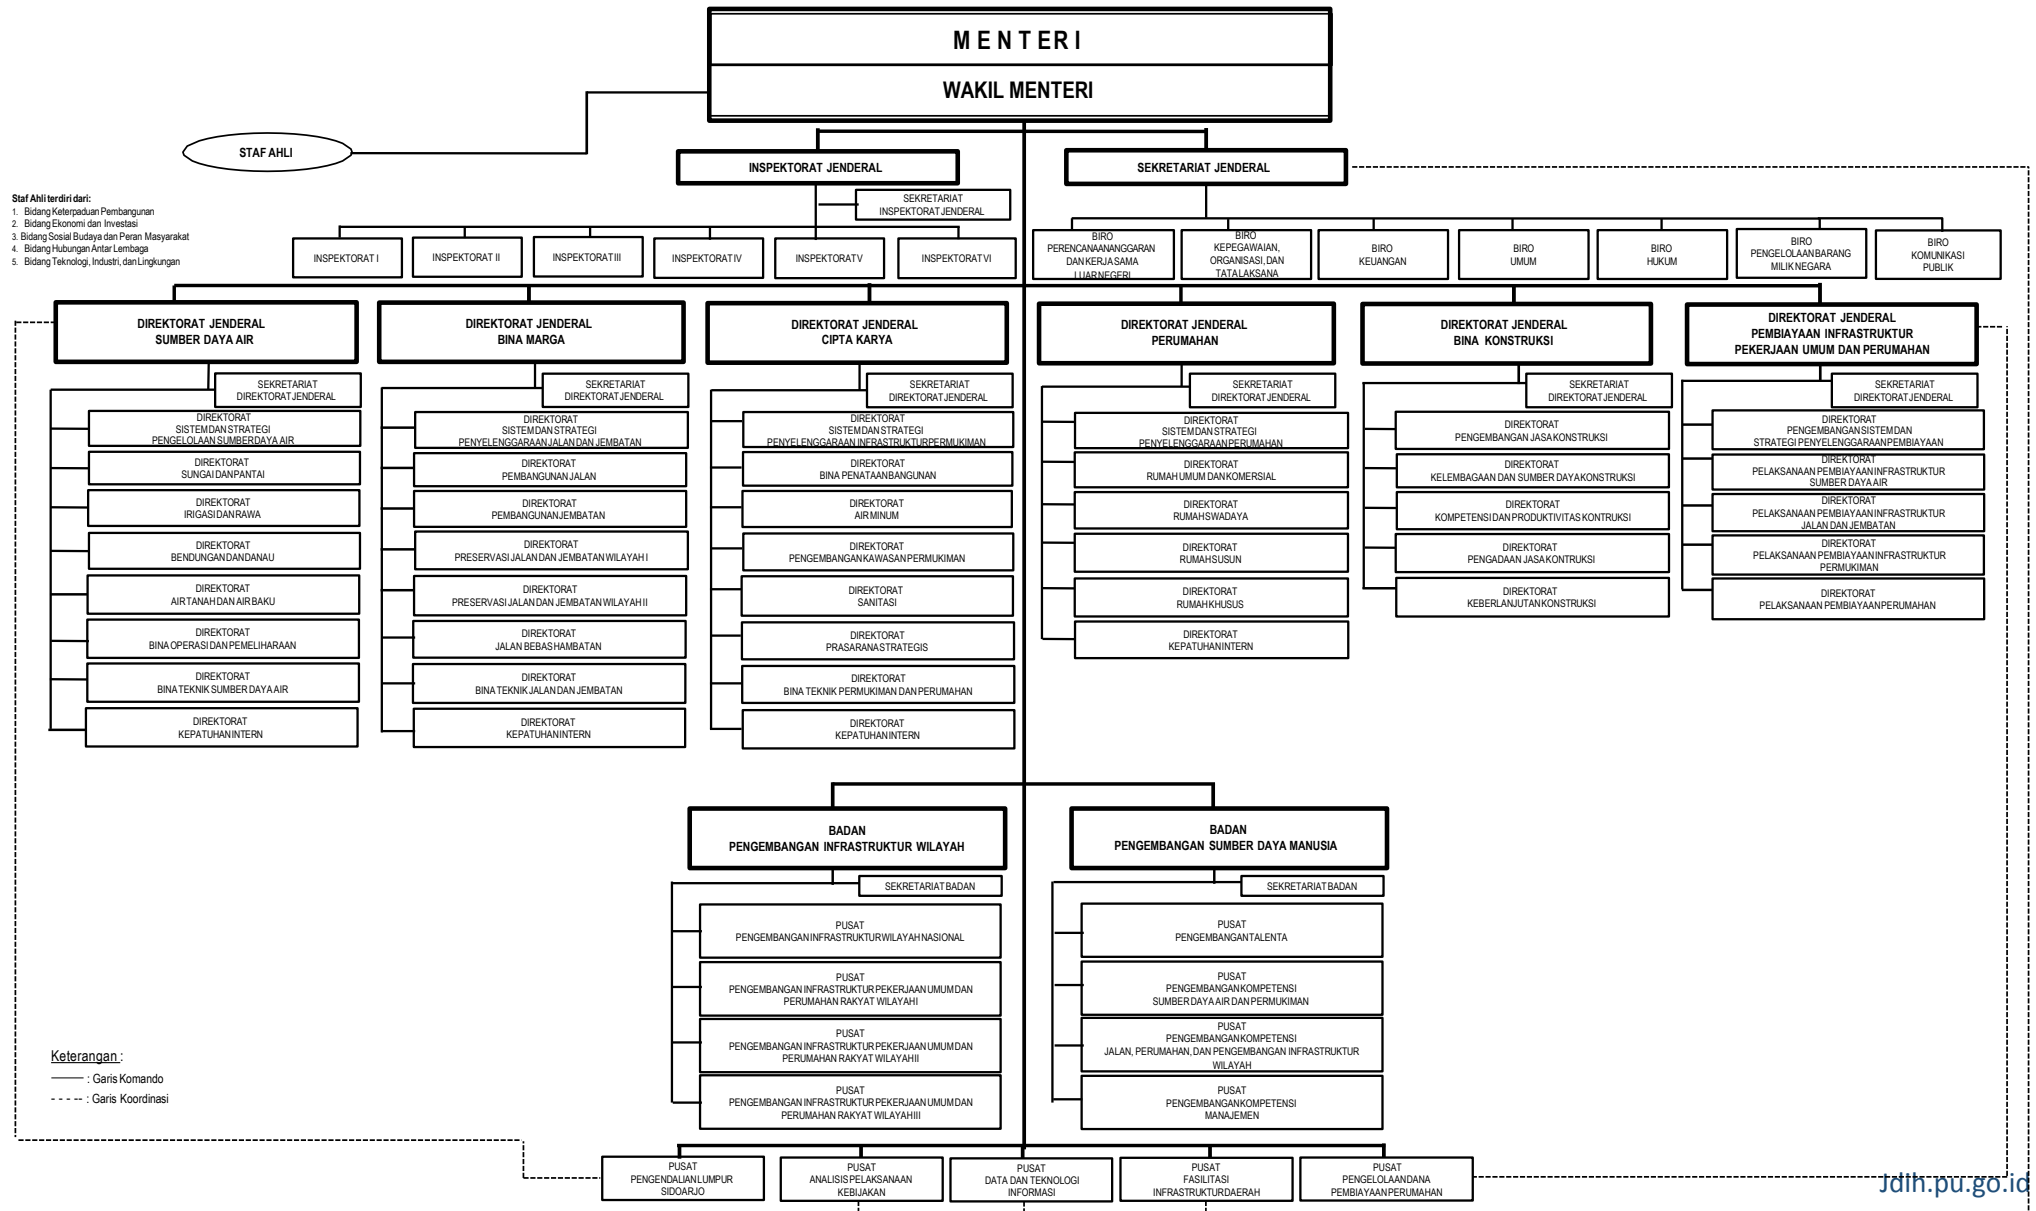 MENTERI
WAKIL MENTERI
STAF AHLI
INSPEKTORAT JENDERAL
SEKRETARIAT JENDERAL
Staf Ahli terdiri dari:
1. Bidang Keterpaduan Pembangunan
2. Bidang Ekonomi dan Investasi
3. Bidang Sosial Budaya dan Peran Masyarakat
4. Bidang Hubungan Antar Lembaga
5. Bidang Teknologi, Industri, dan Lingkungan
SEKRETARIAT
INSPEKTORAT JENDERAL
INSPEKTORAT I
INSPEKTORAT II
INSPEKTORAT III
INSPEKTORAT IV
INSPEKTORAT V
INSPEKTORAT VI
BIRO
PERENCANAAN ANGGARAN
DAN KERJA SAMA
LUAR NEGERI
BIRO
KEPEGAWAIAN,
ORGANISASI, DAN
TATA LAKSANA
BIRO
KEUANGAN
BIRO
UMUM
BIRO
HUKUM
BIRO
PENGELOLAAN BARANG
MILIK NEGARA
BIRO
KOMUNIKASI
PUBLIK
DIREKTORAT JENDERAL
SUMBER DAYA AIR
SEKRETARIAT
DIREKTORAT JENDERAL
DIREKTORAT
SISTEM DAN STRATEGI
PENGELOLAAN SUMBER DAYA AIR
DIREKTORAT
SUNGAI DAN PANTAI
DIREKTORAT
IRIGASI DAN RAWA
DIREKTORAT
BENDUNGAN DAN DANAU
DIREKTORAT
AIR TANAH DAN AIR BAKU
DIREKTORAT
BINA OPERASI DAN PEMELIHARAAN
DIREKTORAT
BINA TEKNIK SUMBER DAYA AIR
DIREKTORAT
KEPATUHAN INTERN
DIREKTORAT JENDERAL
BINA MARGA
SEKRETARIAT
DIREKTORAT JENDERAL
DIREKTORAT
SISTEM DAN STRATEGI
PENYELENGGARAAN JALAN DAN JEMBATAN
DIREKTORAT
PEMBANGUNAN JALAN
DIREKTORAT
PEMBANGUNAN JEMBATAN
DIREKTORAT
PRESERVASI JALAN DAN JEMBATAN WILAYAH I
DIREKTORAT
PRESERVASI JALAN DAN JEMBATAN WILAYAH II
DIREKTORAT
JALAN BEBAS HAMBATAN
DIREKTORAT
BINA TEKNIK JALAN DAN JEMBATAN
DIREKTORAT
KEPATUHAN INTERN
DIREKTORAT JENDERAL
CIPTA KARYA
SEKRETARIAT
DIREKTORAT JENDERAL
DIREKTORAT
SISTEM DAN STRATEGI
PENYELENGGARAAN INFRASTRUKTUR PERMUKIMAN
DIREKTORAT
BINA PENATAAN BANGUNAN
DIREKTORAT
AIR MINUM
DIREKTORAT
PENGEMBANGAN KAWASAN PERMUKIMAN
DIREKTORAT
SANITASI
DIREKTORAT
PRASARANA STRATEGIS
DIREKTORAT
BINA TEKNIK PERMUKIMAN DAN PERUMAHAN
DIREKTORAT
KEPATUHAN INTERN
DIREKTORAT JENDERAL
PERUMAHAN
SEKRETARIAT
DIREKTORAT JENDERAL
DIREKTORAT
SISTEM DAN STRATEGI
PENYELENGGARAAN PERUMAHAN
DIREKTORAT
RUMAH UMUM DAN KOMERSIAL
DIREKTORAT
RUMAH SWADAYA
DIREKTORAT
RUMAH SUSUN
DIREKTORAT
RUMAH KHUSUS
DIREKTORAT
KEPATUHAN INTERN
DIREKTORAT JENDERAL
BINA KONSTRUKSI
SEKRETARIAT
DIREKTORAT JENDERAL
DIREKTORAT
PENGEMBANGAN JASA KONSTRUKSI
DIREKTORAT
KELEMBAGAAN DAN SUMBER DAYA KONSTRUKSI
DIREKTORAT
KOMPETENSI DAN PRODUKTIVITAS KONTRUKSI
DIREKTORAT
PENGADAAN JASA KONTRUKSI
DIREKTORAT
KEBERLANJUTAN KONSTRUKSI
DIREKTORAT JENDERAL
PEMBIAYAAN INFRASTRUKTUR
PEKERJAAN UMUM DAN PERUMAHAN
SEKRETARIAT
DIREKTORAT JENDERAL
DIREKTORAT
PENGEMBANGAN SISTEM DAN
STRATEGI PENYELENGGARAAN PEMBIAYAAN
DIREKTORAT
PELAKSANAAN PEMBIAYAAN INFRASTRUKTUR
SUMBER DAYA AIR
DIREKTORAT
PELAKSANAAN PEMBIAYAAN INFRASTRUKTUR
JALAN DAN JEMBATAN
DIREKTORAT
PELAKSANAAN PEMBIAYAAN INFRASTRUKTUR
PERMUKIMAN
DIREKTORAT
PELAKSANAAN PEMBIAYAAN PERUMAHAN
BADAN
PENGEMBANGAN INFRASTRUKTUR WILAYAH
SEKRETARIAT BADAN
PUSAT
PENGEMBANGAN INFRASTRUKTUR WILAYAH NASIONAL
PUSAT
PENGEMBANGAN INFRASTRUKTUR PEKERJAAN UMUM DAN
PERUMAHAN RAKYAT WILAYAH I
PUSAT
PENGEMBANGAN INFRASTRUKTUR PEKERJAAN UMUM DAN
PERUMAHAN RAKYAT WILAYAH II
PUSAT
PENGEMBANGAN INFRASTRUKTUR PEKERJAAN UMUM DAN
PERUMAHAN RAKYAT WILAYAH III
BADAN
PENGEMBANGAN SUMBER DAYA MANUSIA
SEKRETARIAT BADAN
PUSAT
PENGEMBANGAN TALENTA
PUSAT
PENGEMBANGAN KOMPETENSI
SUMBER DAYA AIR DAN PERMUKIMAN
PUSAT
PENGEMBANGAN KOMPETENSI
JALAN, PERUMAHAN, DAN PENGEMBANGAN INFRASTRUKTUR
WILAYAH
PUSAT
PENGEMBANGAN KOMPETENSI
MANAJEMEN
Keterangan :
: Garis Komando
: Garis Koordinasi
PUSAT
PENGENDALIAN LUMPUR
SIDOARJO
PUSAT
ANALISIS PELAKSANAAN
KEBIJAKAN
PUSAT
DATA DAN TEKNOLOGI
INFORMASI
PUSAT
FASILITASI
INFRASTRUKTUR DAERAH
PUSAT
PENGELOLAAN DANA
PEMBIAYAAN PERUMAHAN
Jdih.pu.go.id